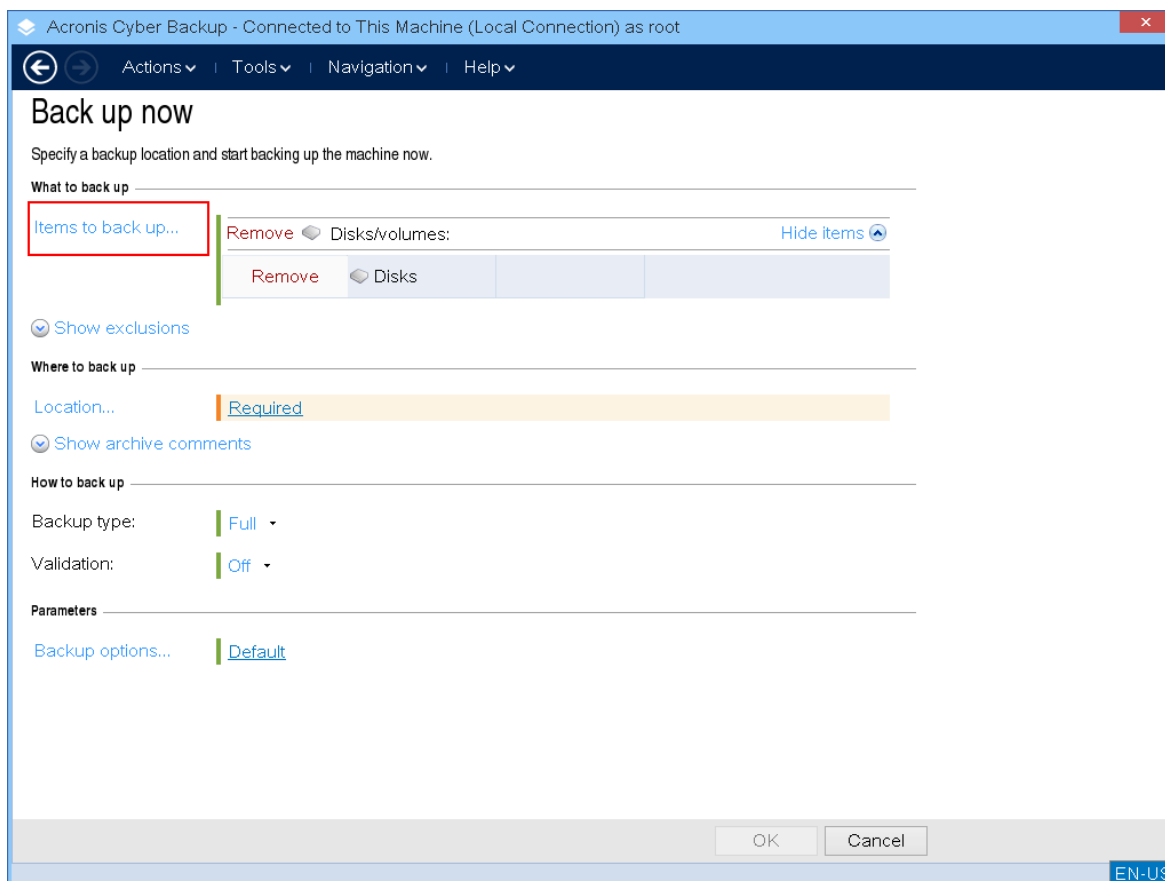 Acronis Cyber Backup - Connected to This Machine (Local Connection) as root
Actions | Tools | Navigation | Help
Back up now
Specify a backup location and start backing up the machine now.
What to back up
Items to back up...
Remove Disks/volumes: Hide items
Remove Disks
Show exclusions
Where to back up
Location... Required
Show archive comments
How to back up
Backup type: Full
Validation: Off
Parameters
Backup options... Default
OK Cancel
EN-US